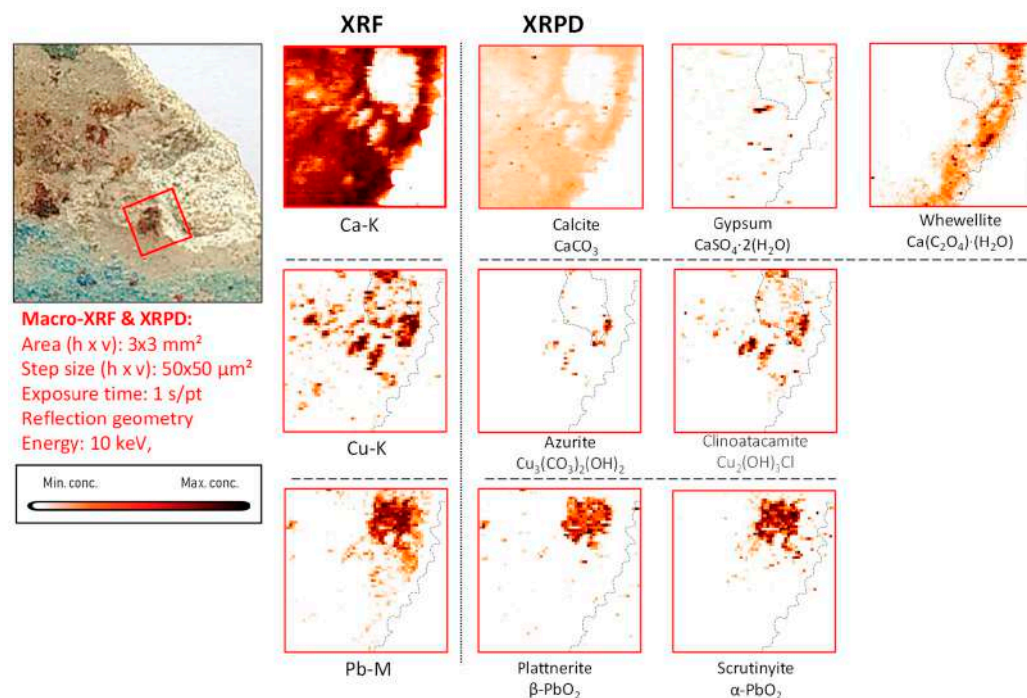 XRF
XRPD
Ca-K
Calcite
CaCO₃
Gypsum
CaSO₄·2(H₂O)
Whewellite
Ca(C₂O₄)·(H₂O)
Macro-XRF & XRPD:
Area (h x v): 3x3 mm²
Step size (h x v): 50x50 µm²
Exposure time: 1 s/pt
Reflection geometry
Energy: 10 keV,
Min. conc.
Max. conc.
Cu-K
Azurite
Cu₃(CO₃)₂(OH)₂
Clinoatacamite
Cu₂(OH)₃Cl
Pb-M
Plattnerite
β-PbO₂
Scrutinyite
α-PbO₂